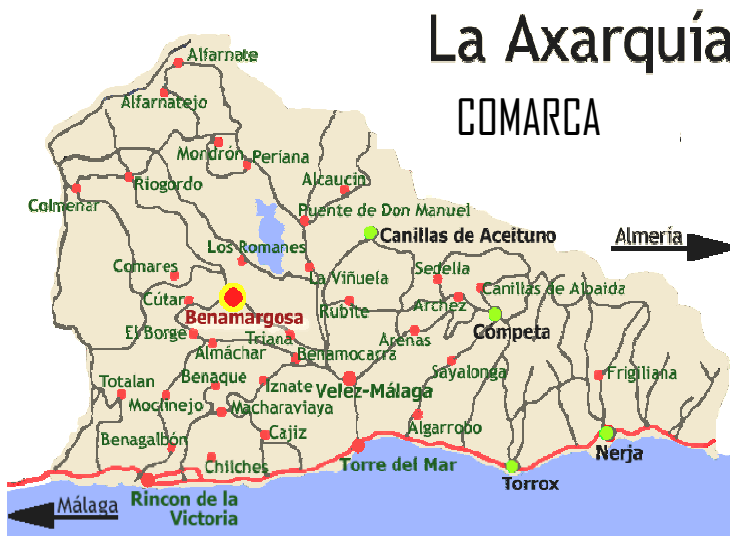 La Axarquía
COMARCA
Alfarnate
Alfarnatejo
Mondrón
Periana
Riogordo
Alcaucin
Colmenar
Puente de Don Manuel
Canillas de Aceituno
Almería
Los Romanes
Comares
La Viñuela
Sedella
Canillas de Albaida
Cútar
Benamargosa
Rubite
Archez
El Borge
Triana
Arenas
Cómpeta
Almáchar
Benamocarra
Totalan
Benaque
Iznate
Velez-Málaga
Sayalonga
Frigiliana
Moclinejo
Macharaviaya
Benagalbón
Cajiz
Algarrobo
Chilches
Torre del Mar
Nerja
Málaga
Rincon de la
Victoria
Torrox